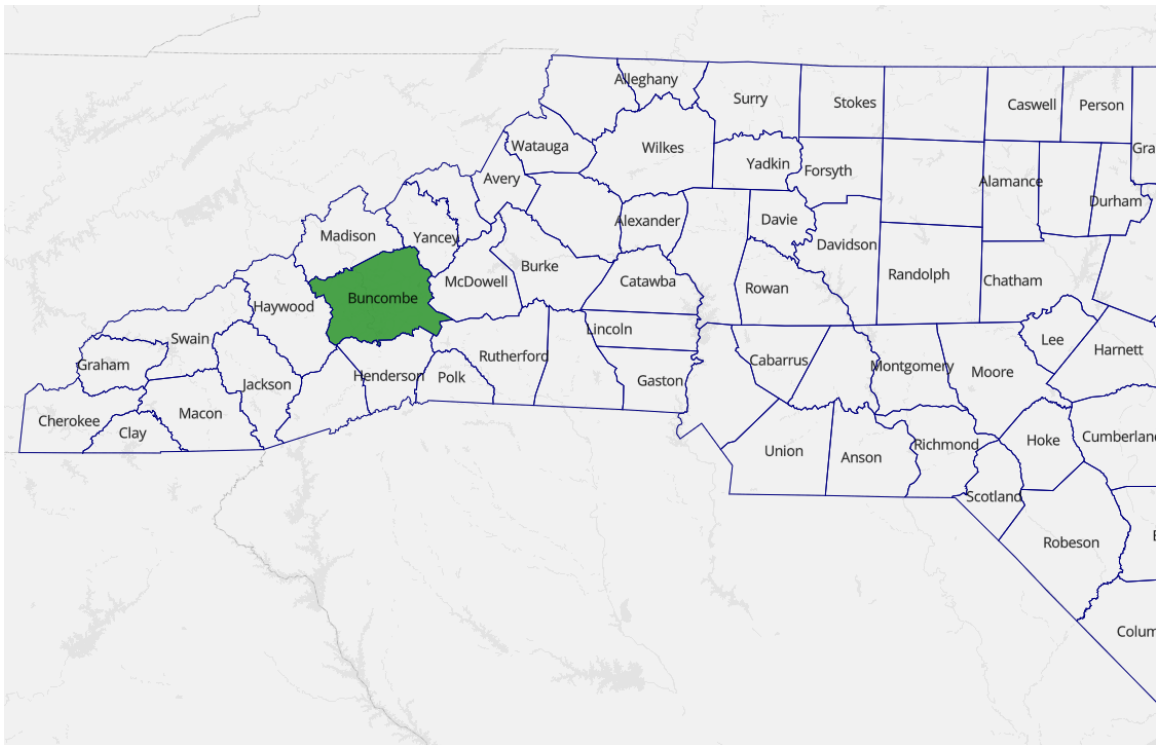 Alleghany
Surry
Stokes
Caswell
Person
Gra
Watauga
Wilkes
Yadkin
Forsyth
Avery
Alamance
Durham
Alexander
Davie
Madison
Yancey
Davidson
Burke
McDowell
Catawba
Randolph
Chatham
Buncombe
Rowan
Haywood
Swain
Lincoln
Lee
Harnett
Rutherford
Cabarrus
Graham
Montgomery
Moore
Henderson
Polk
Gaston
Jackson
Cherokee
Macon
Clay
Union
Anson
Richmond
Hoke
Cumberland
Scotland
Robeson
Colum